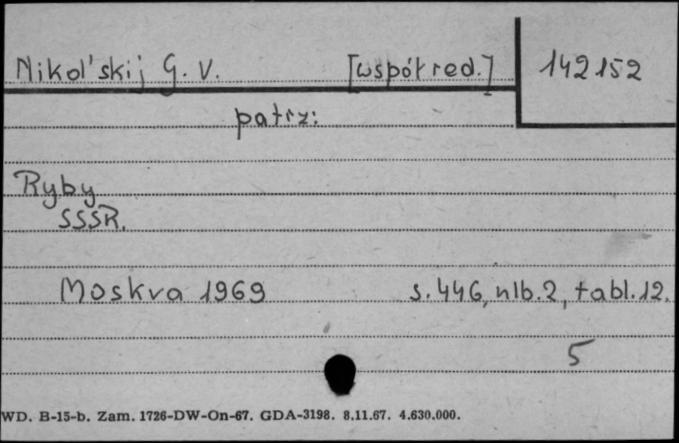 Nikol'skij G. V. [współred.] 142152
patrz:
Ryby
SSSR.
Moskva 1969 s. 446, nlb. 2, tabl. 12.
5
WD. B-15-b. Zam. 1726-DW-On-67. GDA-3198. 8.11.67. 4.630.000.